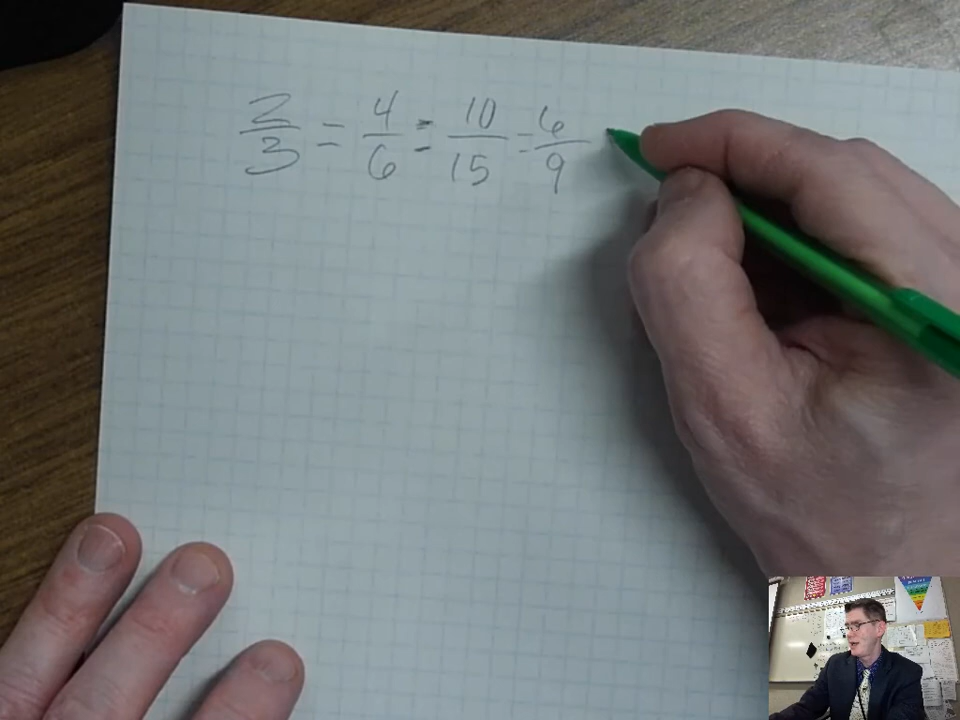 2/3 = 4/6 = 10/15 = 6/9